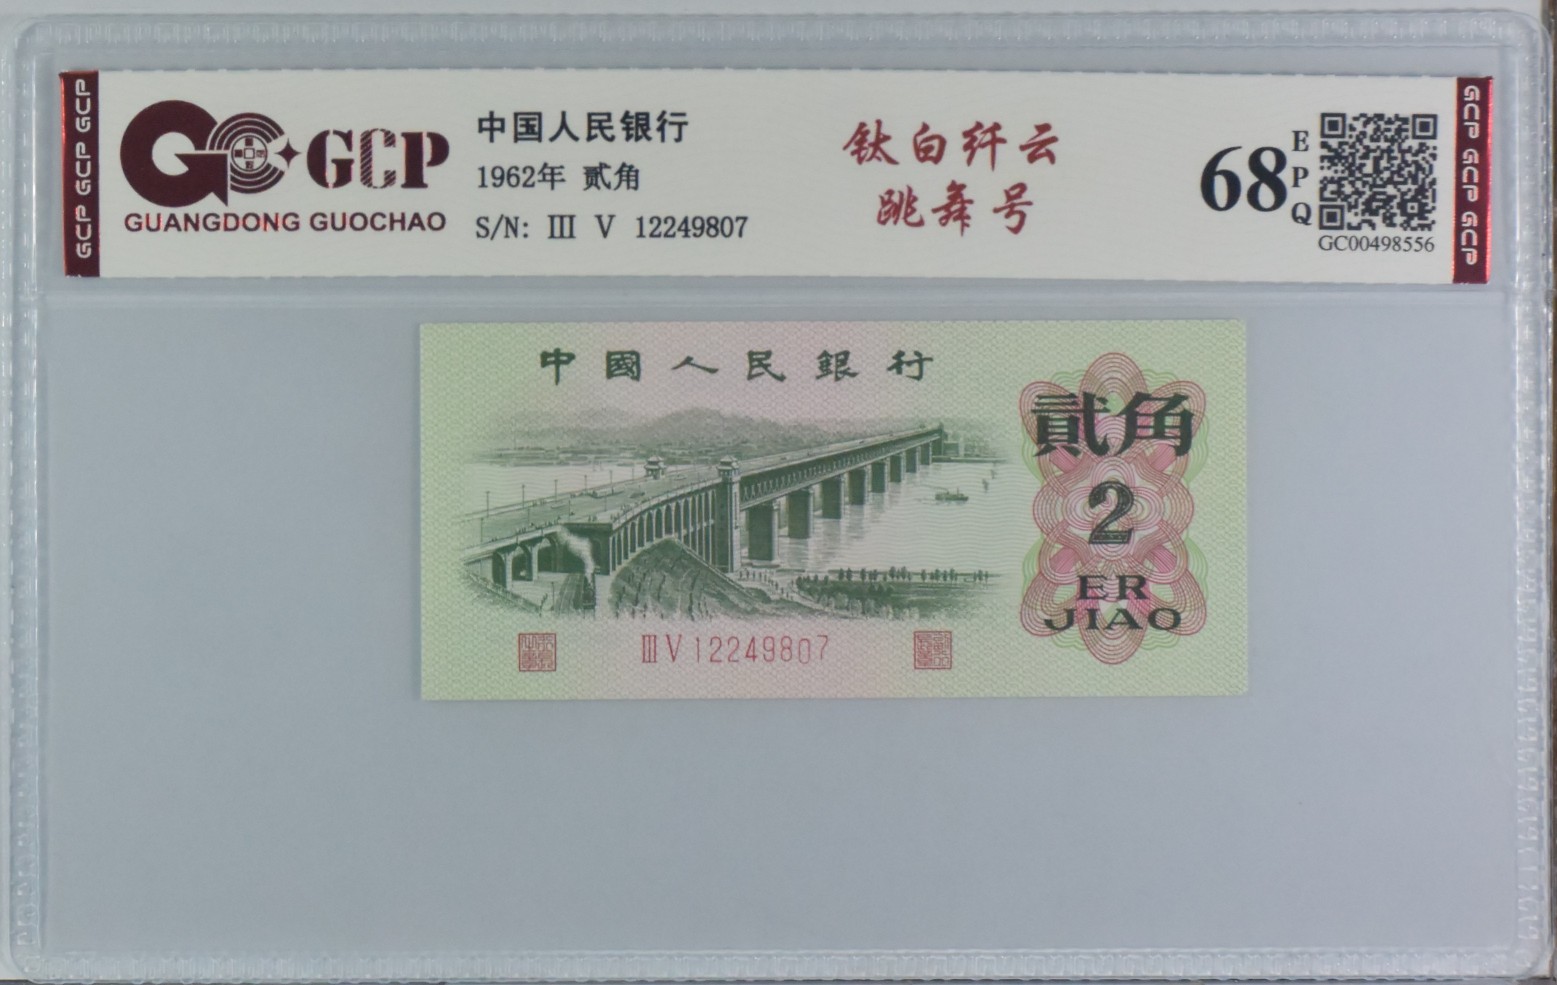 GCP GCP GCP
GCP
GUANGDONG GUOCHAO
中国人民银行
1962年 贰角
S/N: Ⅲ V 12249807
钛白纤云
跳舞号
68 EPQ
GC00498556
GCP GCP GCP
中國人民銀行
貳角
2
ER
JIAO
ⅢV12249807